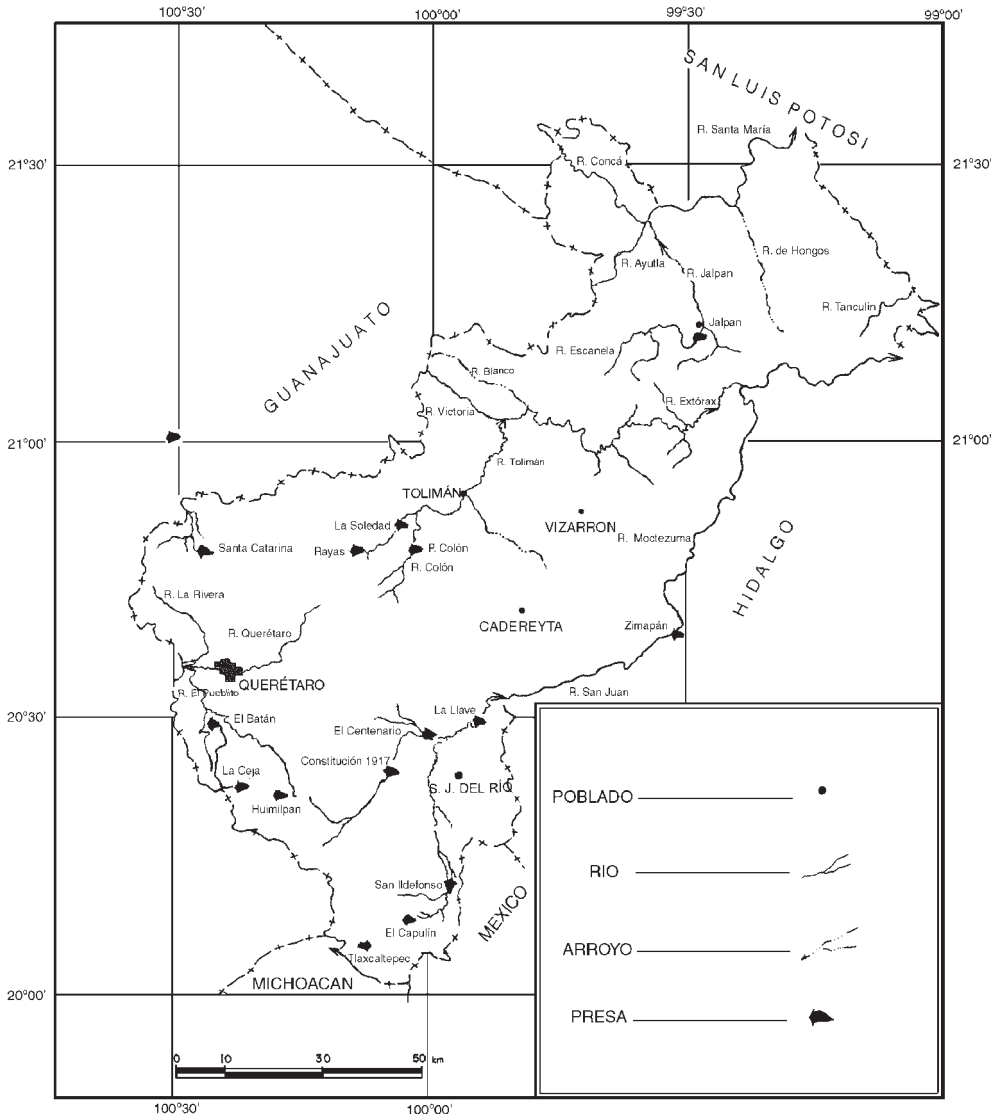 100°30'
100°00'
99°30'
99°00'
SAN LUIS POTOSI
R. Santa María
21°30'
21°30'
R. Concá
R. de Hongos
R. Ayutla
R. Jalpan
R. Tanculín
GUANAJUATO
Jalpan
R. Escanela
R. Blanco
R. Extórax
R. Victoria
21°00'
21°00'
R. Tolimán
TOLIMÁN
La Soledad
VIZARRON
R. Moctezuma
HIDALGO
Santa Catarina
Rayas
P. Colón
R. Colón
R. La Rivera
CADEREYTA
Zimapán
R. Querétaro
QUERÉTARO
R. El Pueblito
R. San Juan
20°30'
El Batán
La Llave
El Centenario
Constitución 1917
La Ceja
S. J. DEL RÍO
Huimilpan
POBLADO
RIO
San Ildefonso
MEXICO
El Capulín
ARROYO
Tlaxcaltepec
MICHOACAN
20°00'
PRESA
0 10 30 50 km
100°30'
100°00'